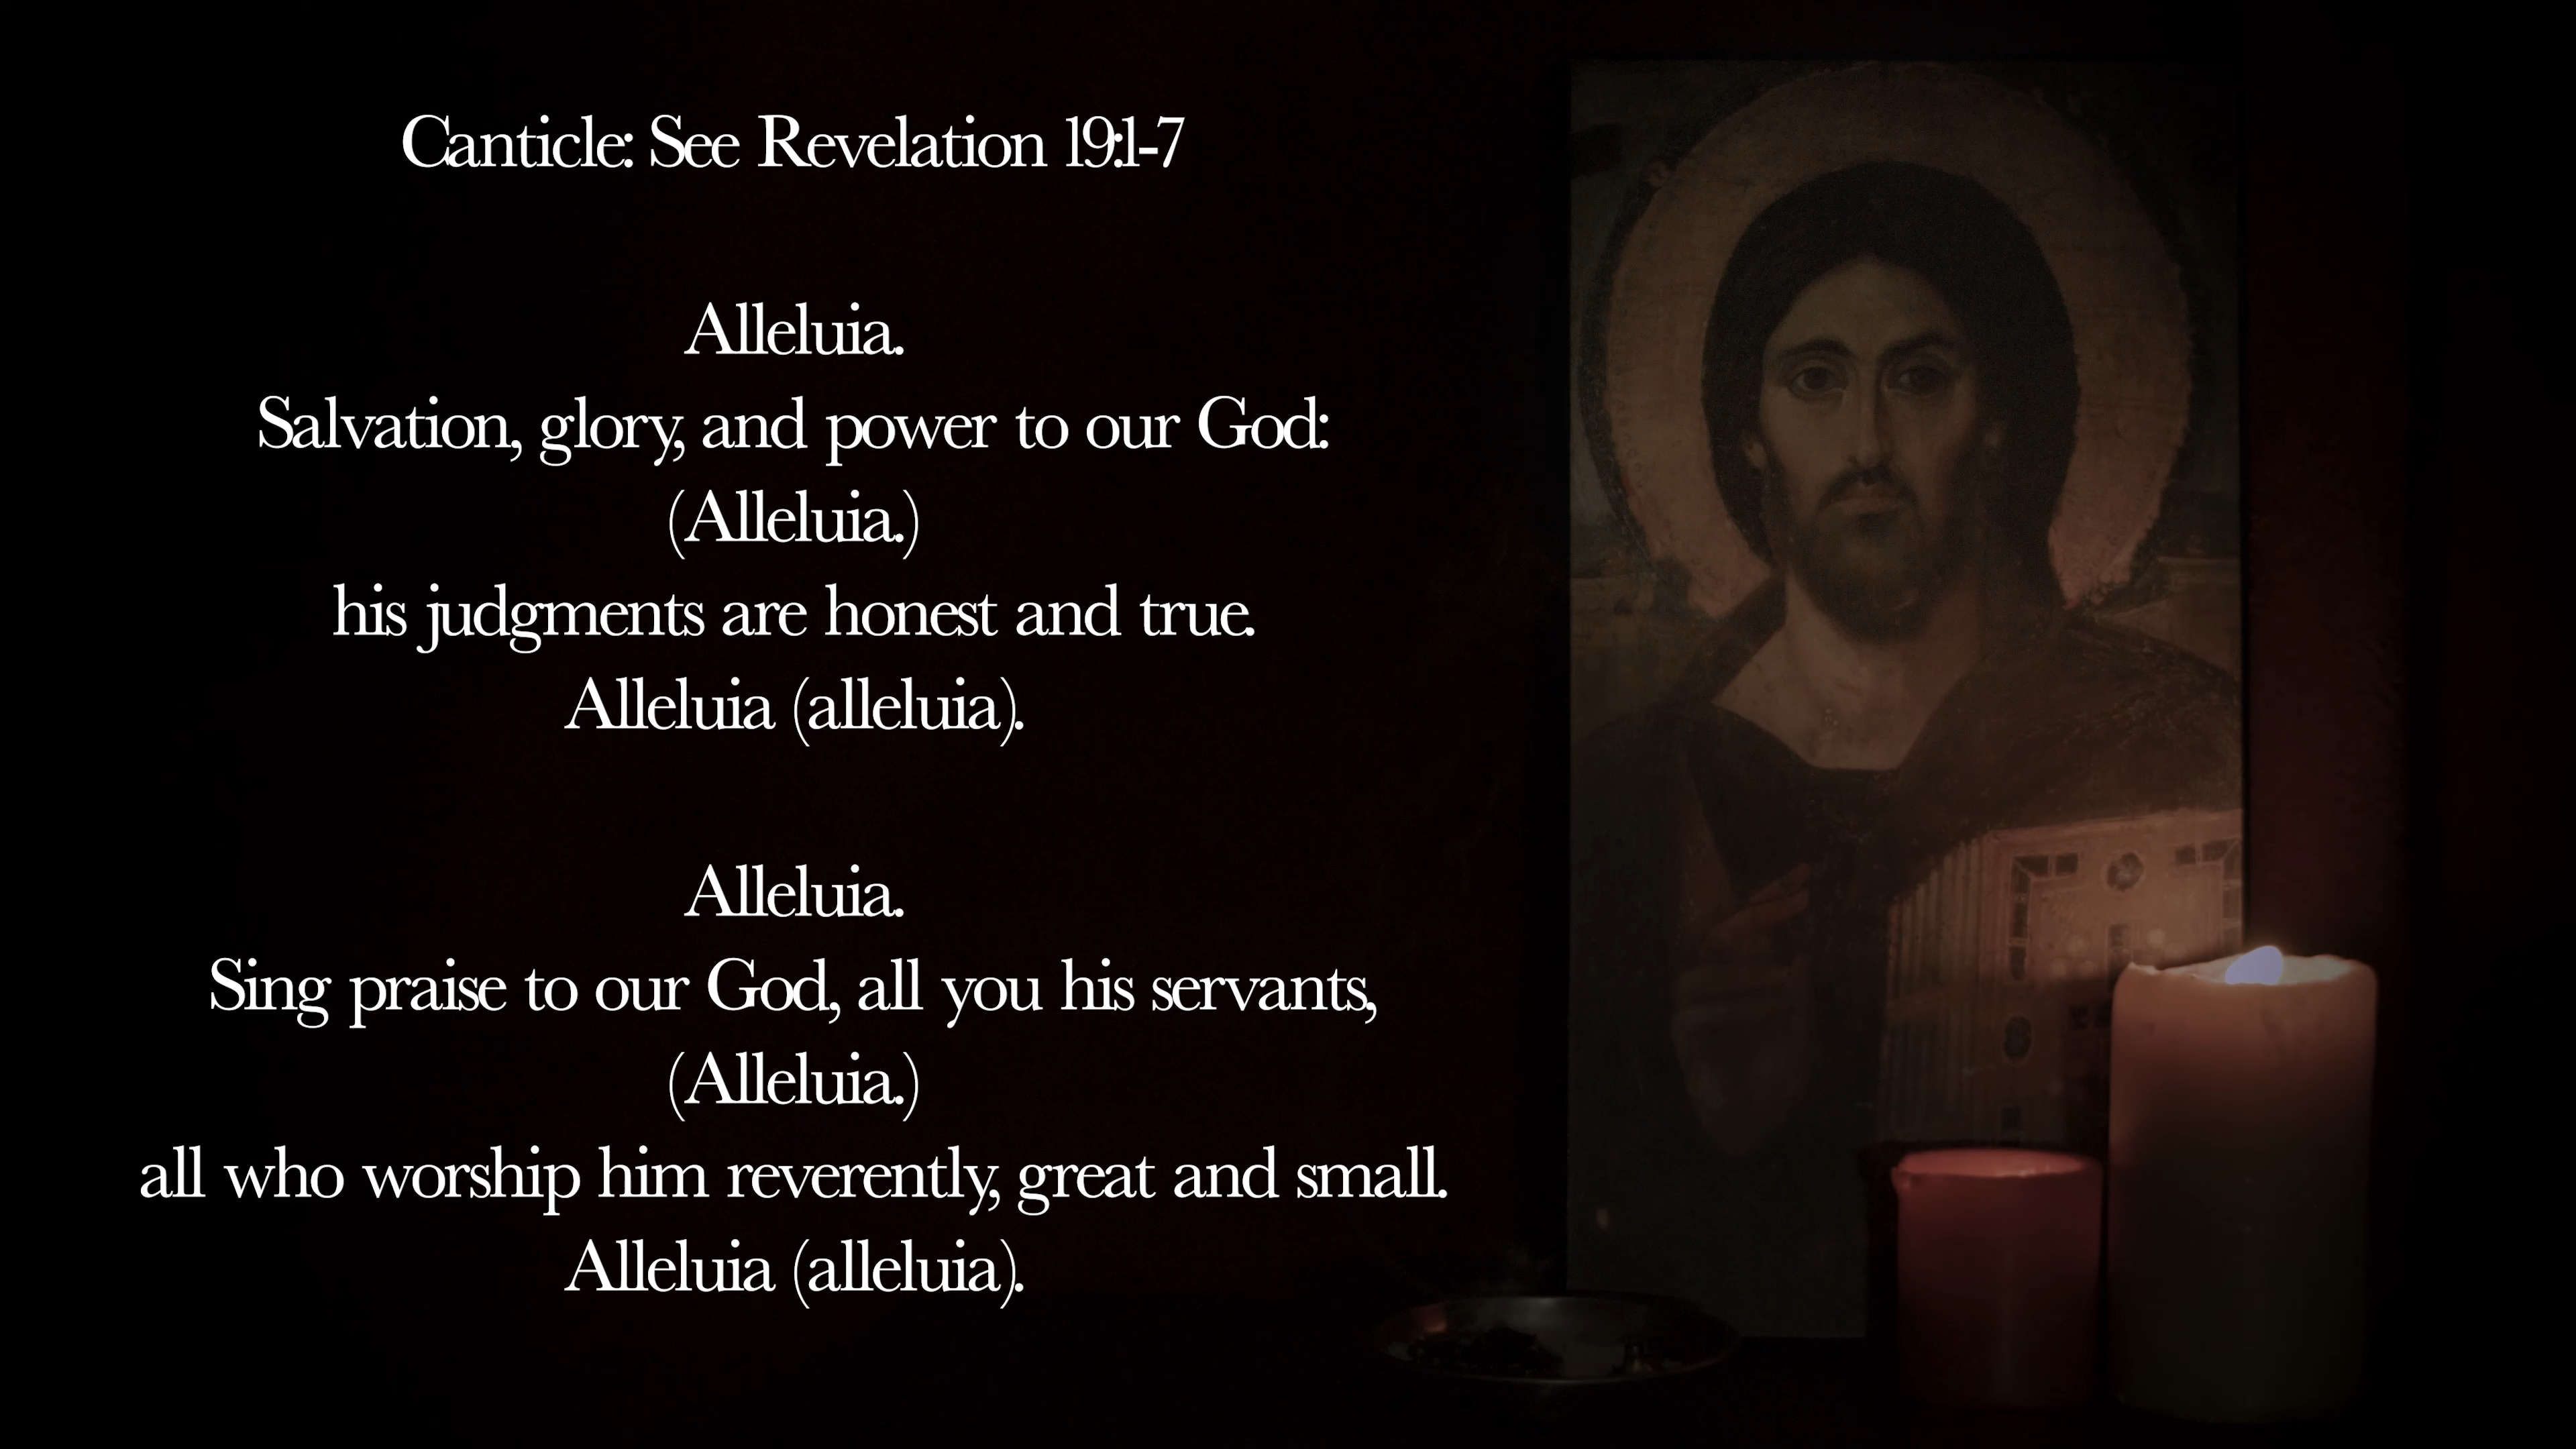 Canticle: See Revelation 19:1-7
Alleluia.
Salvation, glory, and power to our God:
(Alleluia.)
his judgments are honest and true.
Alleluia (alleluia).
Alleluia.
Sing praise to our God, all you his servants,
(Alleluia.)
all who worship him reverently, great and small.
Alleluia (alleluia).